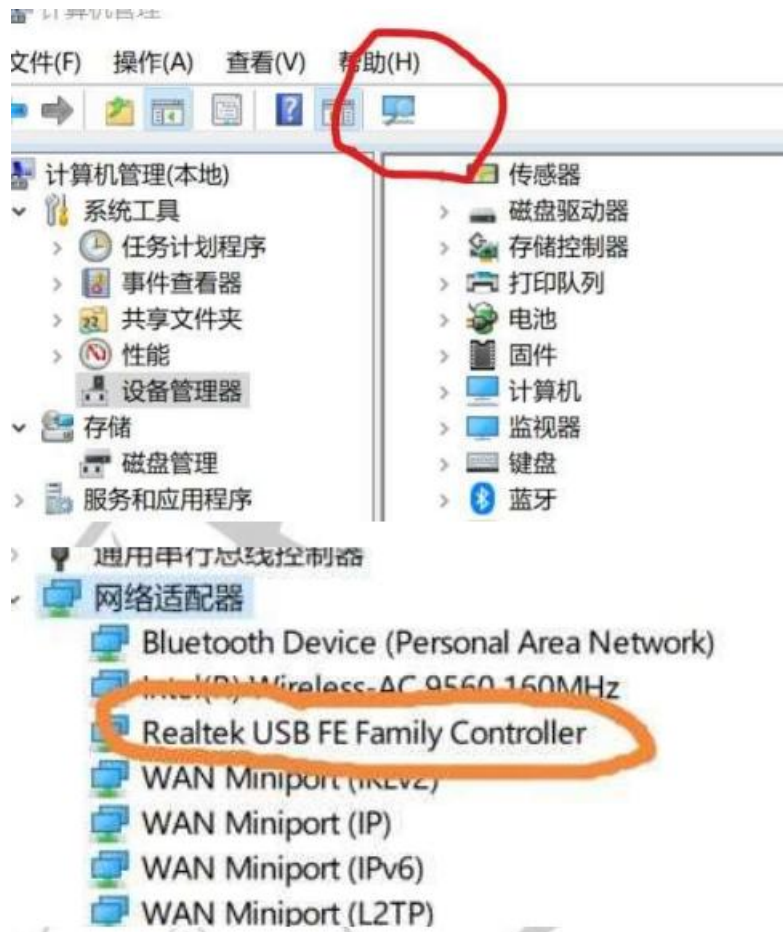 计算机管理
文件(F) 操作(A) 查看(V) 帮助(H)
计算机管理(本地)
系统工具
任务计划程序
事件查看器
共享文件夹
性能
设备管理器
存储
磁盘管理
服务和应用程序
传感器
磁盘驱动器
存储控制器
打印队列
电池
固件
计算机
监视器
键盘
蓝牙
通用串行总线控制器
网络适配器
Bluetooth Device (Personal Area Network)
Intel(R) Wireless-AC 9560 160MHz
Realtek USB FE Family Controller
WAN Miniport (IKEv2)
WAN Miniport (IP)
WAN Miniport (IPv6)
WAN Miniport (L2TP)